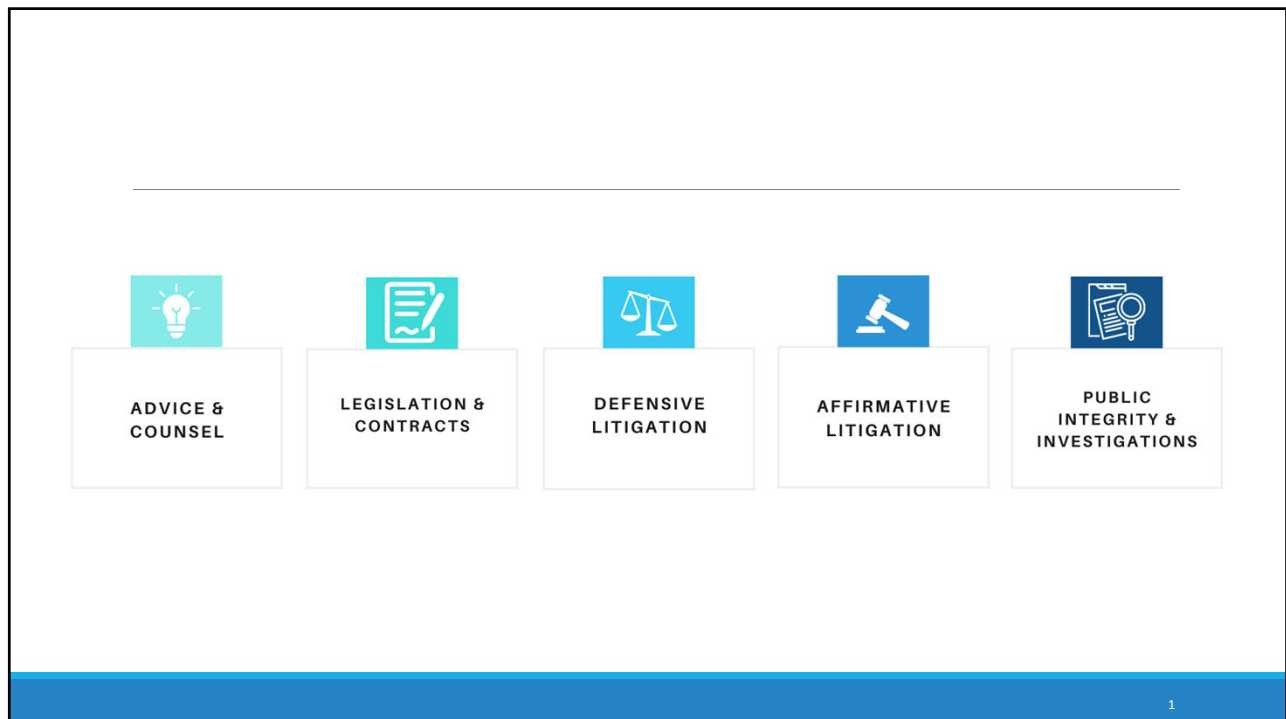 ADVICE &
COUNSEL
LEGISLATION &
CONTRACTS
DEFENSIVE
LITIGATION
AFFIRMATIVE
LITIGATION
PUBLIC
INTEGRITY &
INVESTIGATIONS
1